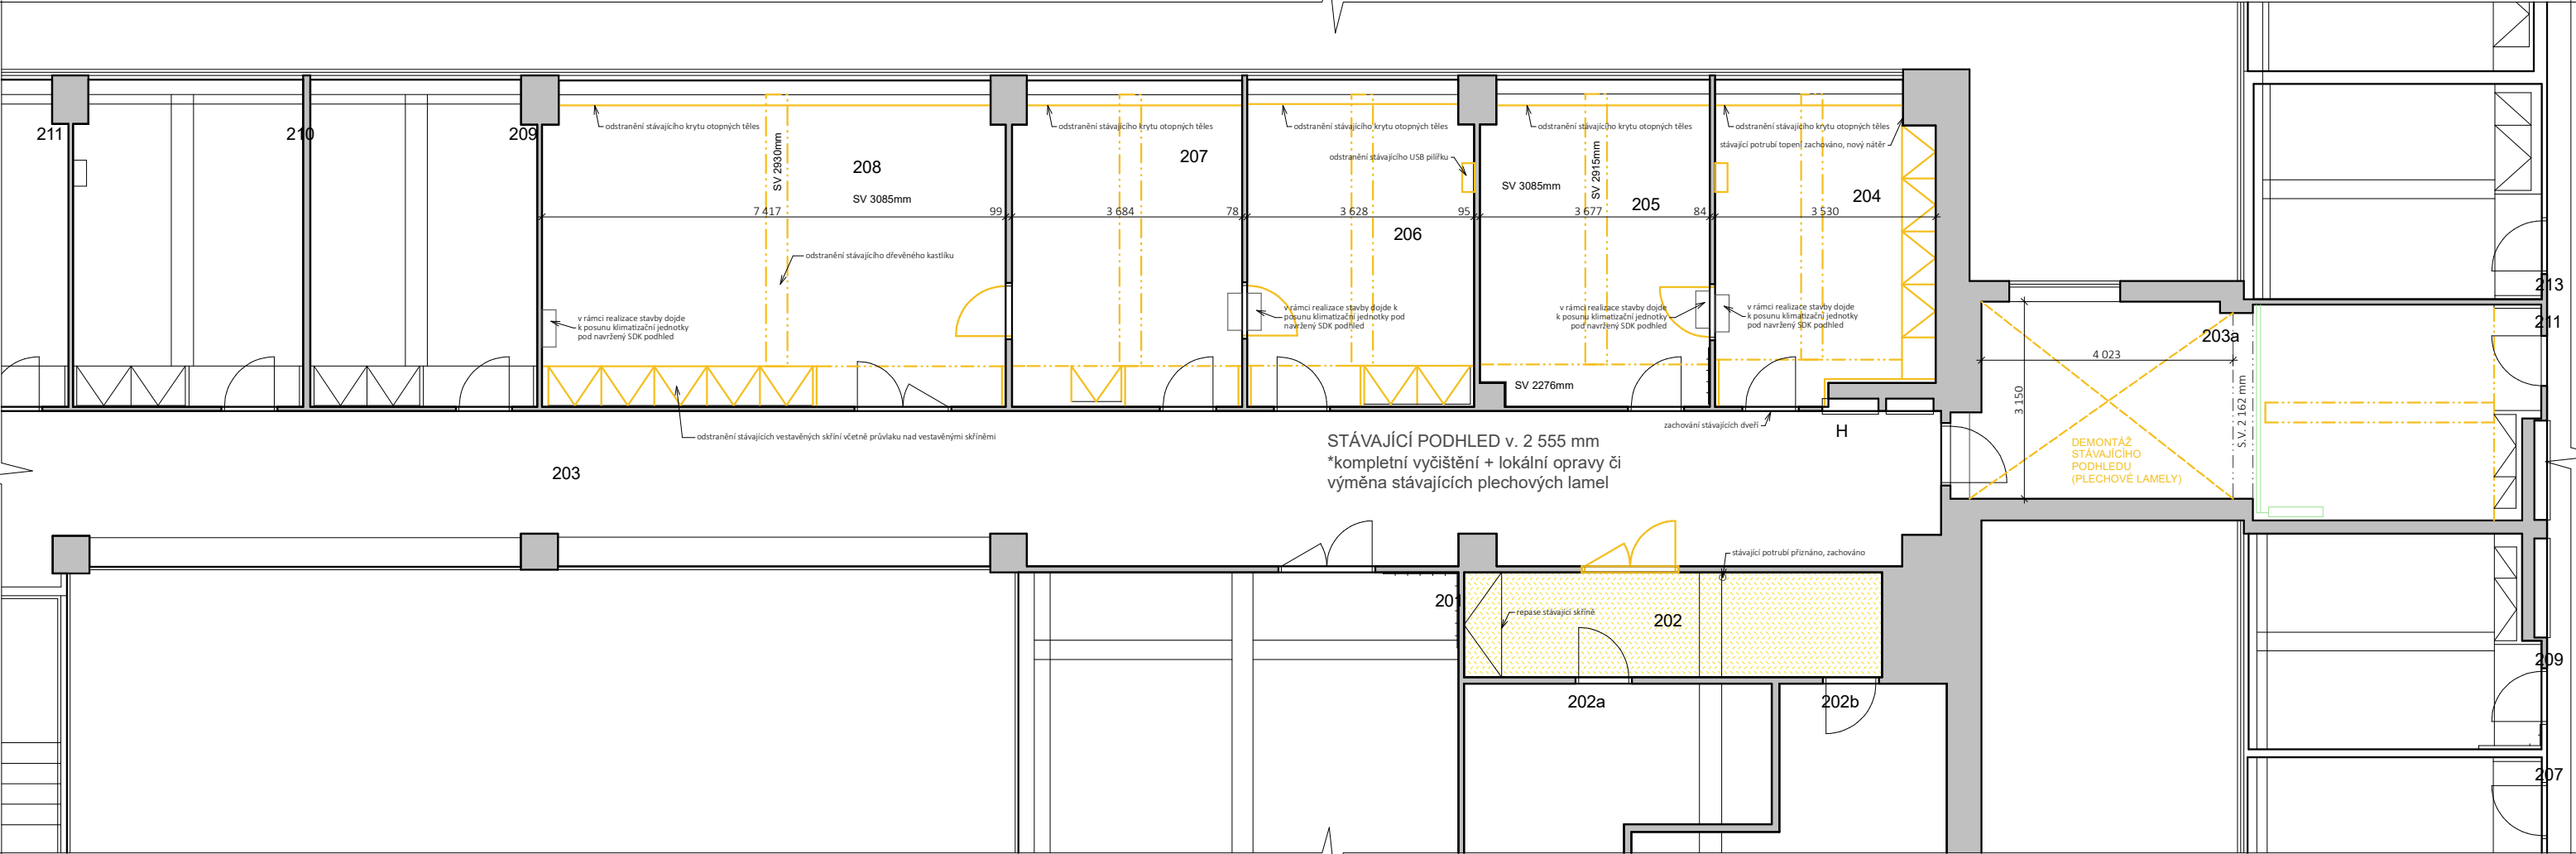 211
210
209
odstranění stávajícího krytu otopných těles
SV 2930mm
208
SV 3085mm
odstranění stávajícího krytu otopných těles
207
odstranění stávajícího krytu otopných těles
odstranění stávajícího USB pilířku
206
odstranění stávajícího krytu otopných těles
SV 3085mm
SV 2915mm
205
odstranění stávajícího krytu otopných těles
stávající potrubí topení zachováno, nový nátěr
204
7 417
99
3 684
78
3 628
95
3 677
84
3 530
odstranění stávajícího dřevěného kastlíku
v rámci realizace stavby dojde
k posunu klimatizační jednotky
pod navržený SDK podhled
v rámci realizace stavby dojde k
posunu klimatizační jednotky pod
navržený SDK podhled
v rámci realizace stavby dojde
k posunu klimatizační jednotky
pod navržený SDK podhled
v rámci realizace stavby dojde
k posunu klimatizační jednotky
pod navržený SDK podhled
SV 2276mm
213
211
203a
4 023
3 150
S.V. 2 162 mm
DEMONTÁŽ
STÁVAJÍCÍHO
PODHLEDU
(PLECHOVÉ LAMELY)
odstranění stávajících vestavěných skříní včetně průvlaku nad vestavěnými skříněmi
zachování stávajících dveří
H
203
STÁVAJÍCÍ PODHLED v. 2 555 mm
*kompletní vyčištění + lokální opravy či
výměna stávajících plechových lamel
stávající potrubí přiznáno, zachováno
201
repase stávající skříně
202
202a
202b
209
207